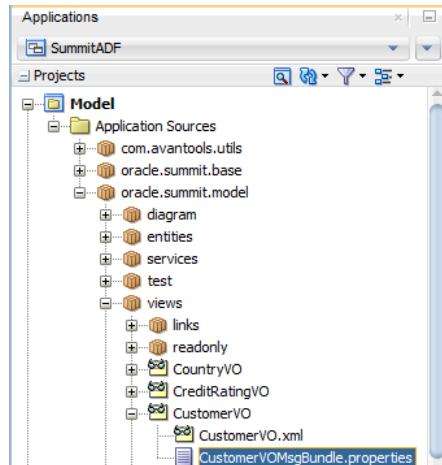 Applications
SummitADF
Projects
Model
Application Sources
com.avantools.utils
oracle.summit.base
oracle.summit.model
diagram
entities
services
test
views
links
readonly
CountryVO
CreditRatingVO
CustomerVO
CustomerVO.xml
CustomerVOMsgBundle.properties